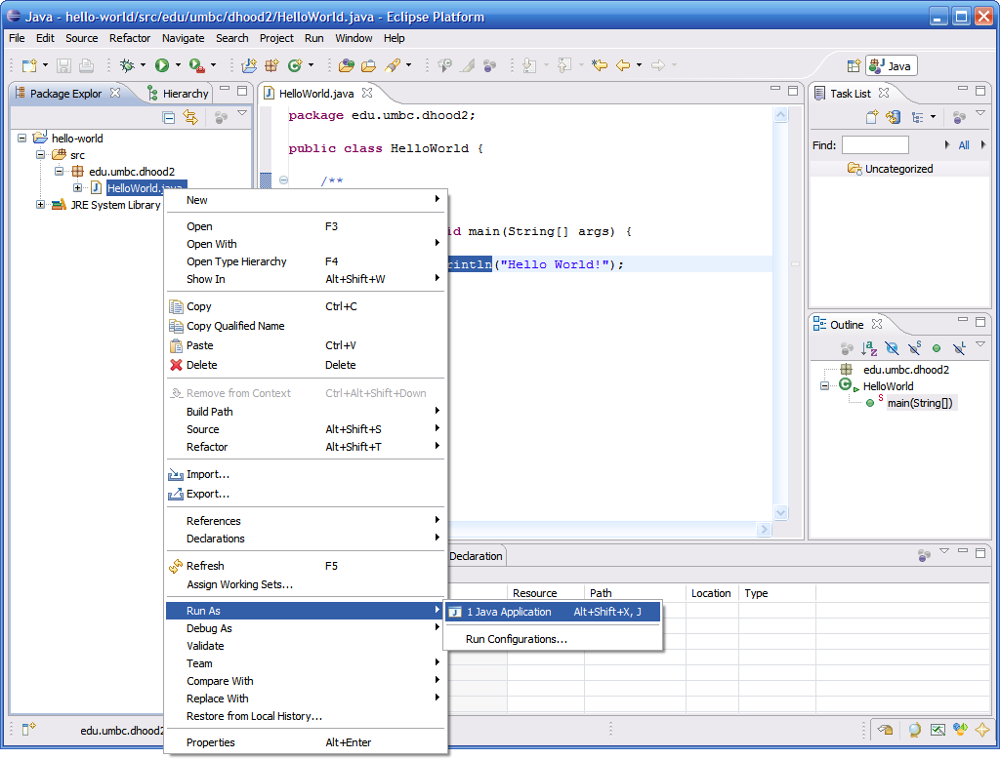 Java - hello-world/src/edu/umbc/dhood2/HelloWorld.java - Eclipse Platform
File Edit Source Refactor Navigate Search Project Run Window Help
Java
Package Explor
Hierarchy
hello-world
src
edu.umbc.dhood2
HelloWorld.java
JRE System Library
HelloWorld.java
package edu.umbc.dhood2;
public class HelloWorld {
/**
id main(String[] args) {
rintln("Hello World!");
New
Open F3
Open With
Open Type Hierarchy F4
Show In Alt+Shift+W
Copy Ctrl+C
Copy Qualified Name
Paste Ctrl+V
Delete Delete
Remove from Context Ctrl+Alt+Shift+Down
Build Path
Source Alt+Shift+S
Refactor Alt+Shift+T
Import...
Export...
References
Declarations
Refresh F5
Assign Working Sets...
Run As
Debug As
Validate
Team
Compare With
Replace With
Restore from Local History...
Properties Alt+Enter
1 Java Application Alt+Shift+X, J
Run Configurations...
Task List
Find:
All
Uncategorized
Outline
edu.umbc.dhood2
HelloWorld
main(String[])
Declaration
Resource Path Location Type
edu.umbc.dhood2